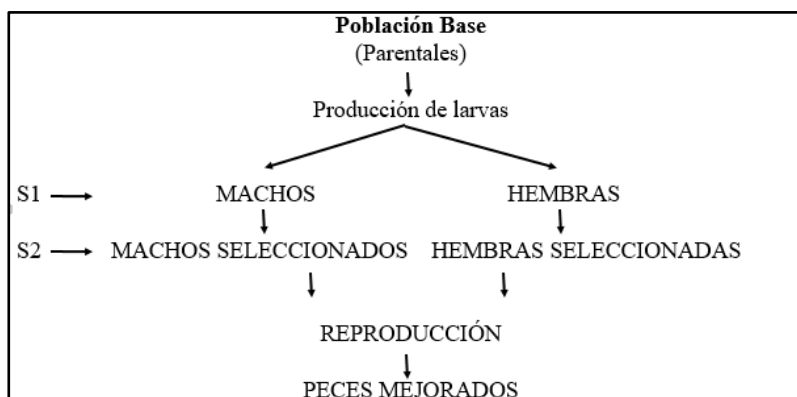 Población Base
(Parentales)
Producción de larvas
S1 MACHOS HEMBRAS
S2 MACHOS SELECCIONADOS HEMBRAS SELECCIONADAS
REPRODUCCIÓN
PECES MEJORADOS